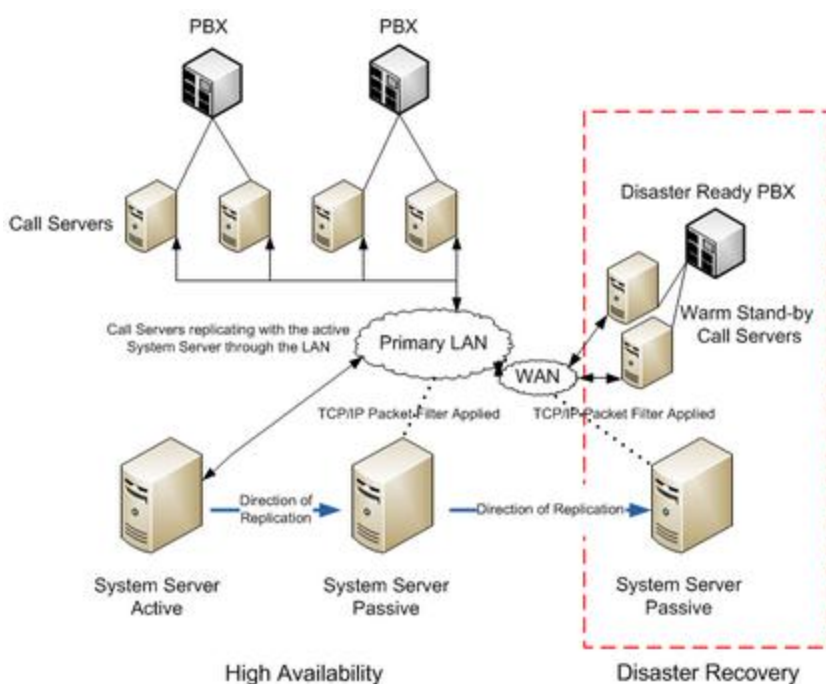 PBX
PBX
Call Servers
Disaster Ready PBX
Warm Stand-by
Call Servers
Call Servers replicating with the active
System Server through the LAN
Primary LAN
WAN
TCP/IP Packet-Filter Applied
TCP/IP-Packet Filter Applied
Direction of
Replication
Direction of Replication
System Server
Active
System Server
Passive
System Server
Passive
High Availability
Disaster Recovery